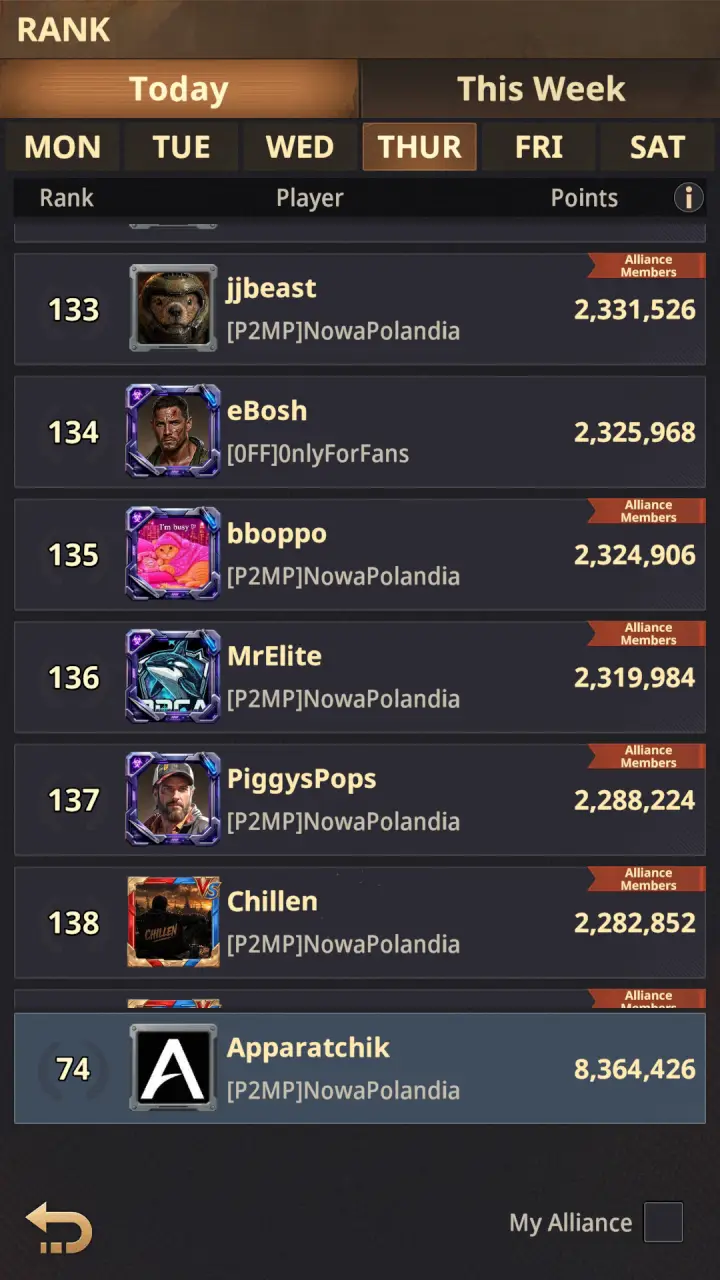 RANK
Today
This Week
MON
TUE
WED
THUR
FRI
SAT
Rank
Player
Points
i
Alliance
Members
133
jjbeast
[P2MP]NowaPolandia
2,331,526
134
eBosh
[0FF]0nlyForFans
2,325,968
Alliance
Members
135
I'm busy
bboppo
[P2MP]NowaPolandia
2,324,906
Alliance
Members
136
MrElite
[P2MP]NowaPolandia
2,319,984
Alliance
Members
137
PiggysPops
[P2MP]NowaPolandia
2,288,224
Alliance
Members
138
VS
CHILLEN
Chillen
[P2MP]NowaPolandia
2,282,852
Alliance
Members
74
A
Apparatchik
[P2MP]NowaPolandia
8,364,426
My Alliance